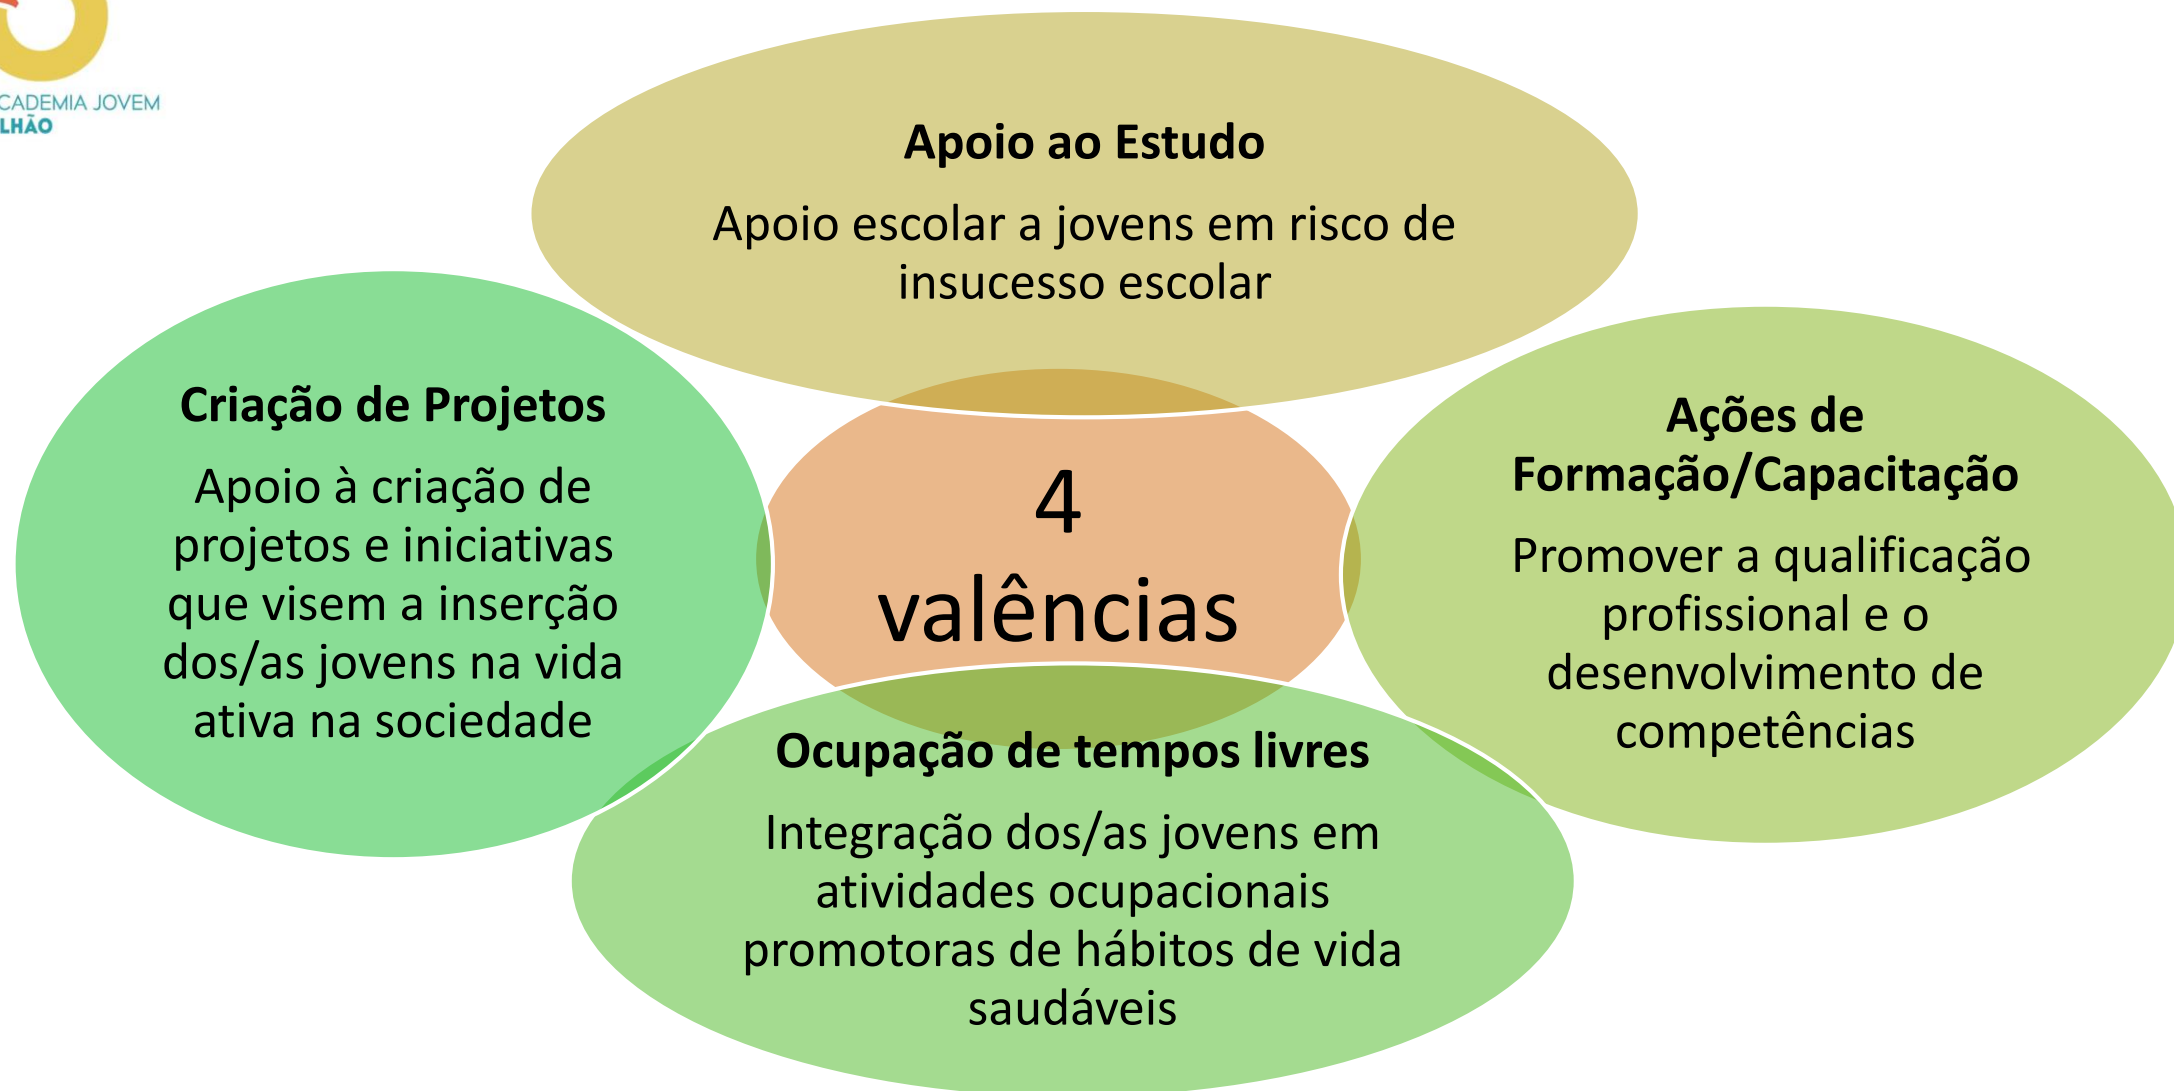 CADEMIA JOVEM
LHÃO
Apoio ao Estudo
Apoio escolar a jovens em risco de
insucesso escolar
Criação de Projetos
Apoio à criação de
projetos e iniciativas
que visem a inserção
dos/as jovens na vida
ativa na sociedade
4
valências
Ações de
Formação/Capacitação
Promover a qualificação
profissional e o
desenvolvimento de
competências
Ocupação de tempos livres
Integração dos/as jovens em
atividades ocupacionais
promotoras de hábitos de vida
saudáveis